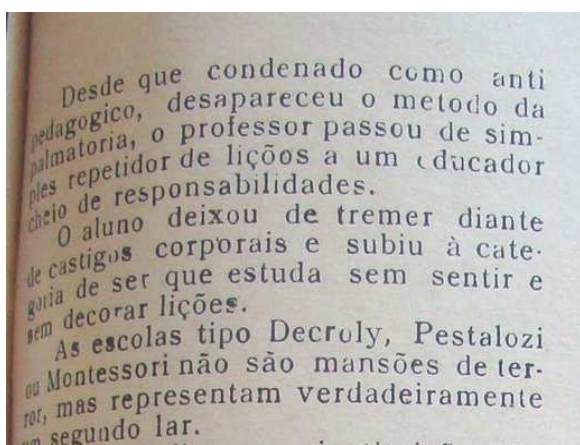 Desde que condenado como anti
pedagogico, desapareceu o metodo da
palmatoria, o professor passou de sim-
ples repetidor de liçõos a um educador
cheio de responsabilidades.
O aluno deixou de tremer diante
de castigos corporais e subiu à cate-
goria de ser que estuda sem sentir e
sem decorar lições.
As escolas tipo Decroly, Pestalozi
ou Montessori não são mansões de ter-
ror, mas representam verdadeiramente
um segundo lar.